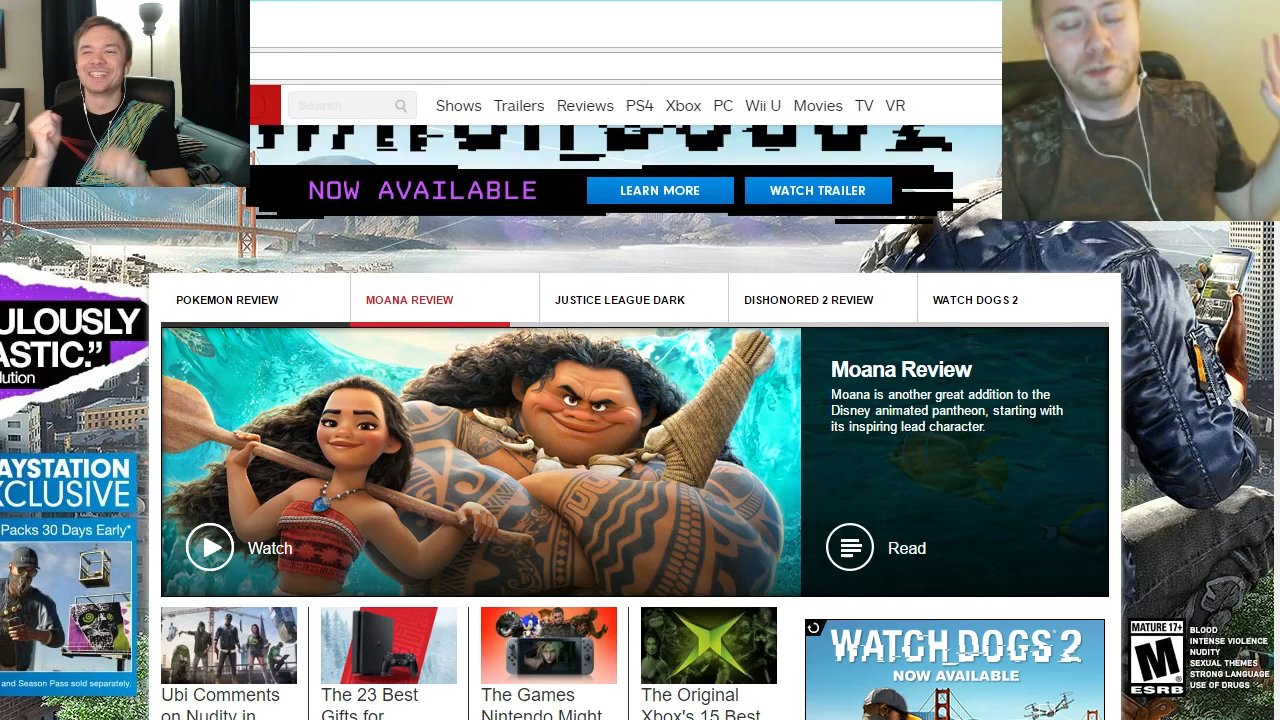 Search
Shows Trailers Reviews PS4 Xbox PC Wii U Movies TV VR
NOW AVAILABLE
LEARN MORE
WATCH TRAILER
POKEMON REVIEW
MOANA REVIEW
JUSTICE LEAGUE DARK
DISHONORED 2 REVIEW
WATCH DOGS 2
ULOUSLY
ASTIC.”
lution
AYSTATION
XCLUSIVE
Packs 30 Days Early*
and Season Pass sold separately.
Moana Review
Moana is another great addition to the
Disney animated pantheon, starting with
its inspiring lead character.
Watch
Read
Ubi Comments
on Nudity in
The 23 Best
Gifts for
The Games
Nintendo Might
The Original
Xbox's 15 Best
WATCH_DOGS 2
NOW AVAILABLE
MATURE 17+
M
ESRB
BLOOD
INTENSE VIOLENCE
NUDITY
SEXUAL THEMES
STRONG LANGUAGE
USE OF DRUGS